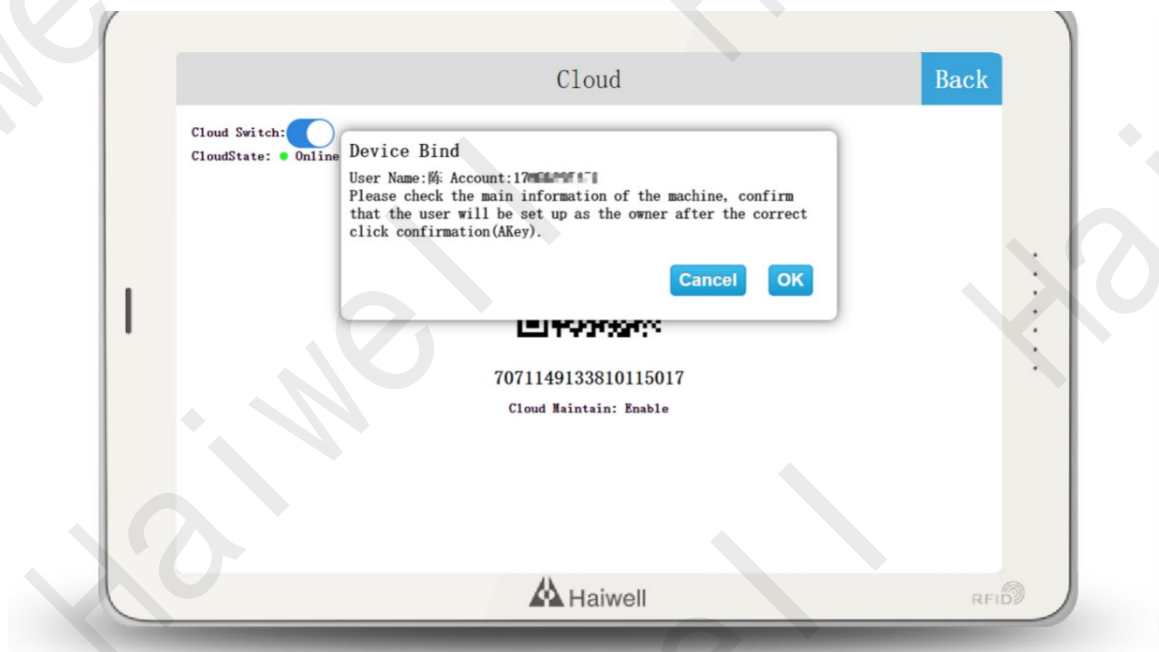 Cloud
Back
Cloud Switch:
CloudState: Online
Device Bind
User Name:陈 Account:17
Please check the main information of the machine, confirm
that the user will be set up as the owner after the correct
click confirmation(AKey).
Cancel
OK
7071149133810115017
Cloud Maintain: Enable
Haiwell
RFID
Haiwell